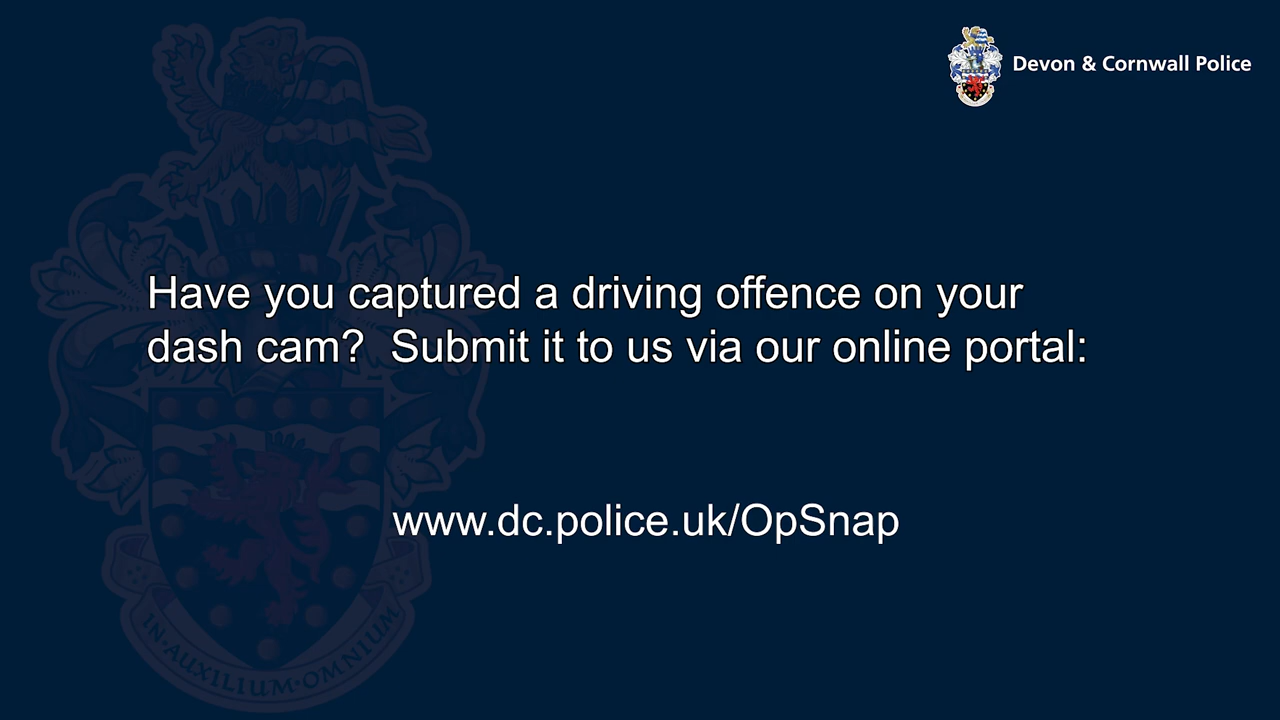 Devon & Cornwall Police
Have you captured a driving offence on your
dash cam?  Submit it to us via our online portal:
www.dc.police.uk/OpSnap
IN·AUXILIUM·OMNIUM